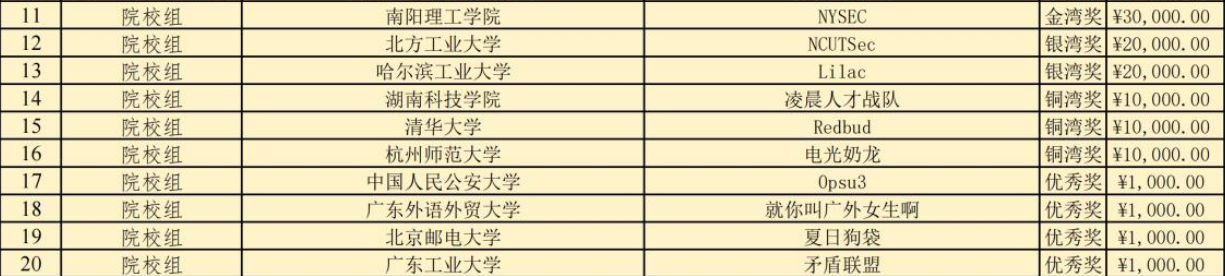 11 院校组 南阳理工学院 NYSEC 金湾奖 ¥30,000.00
12 院校组 北方工业大学 NCUTSec 银湾奖 ¥20,000.00
13 院校组 哈尔滨工业大学 Lilac 银湾奖 ¥20,000.00
14 院校组 湖南科技学院 凌晨人才战队 铜湾奖 ¥10,000.00
15 院校组 清华大学 Redbud 铜湾奖 ¥10,000.00
16 院校组 杭州师范大学 电光奶龙 铜湾奖 ¥10,000.00
17 院校组 中国人民公安大学 0psu3 优秀奖 ¥1,000.00
18 院校组 广东外语外贸大学 就你叫广外女生啊 优秀奖 ¥1,000.00
19 院校组 北京邮电大学 夏日狗袋 优秀奖 ¥1,000.00
20 院校组 广东工业大学 矛盾联盟 优秀奖 ¥1,000.00